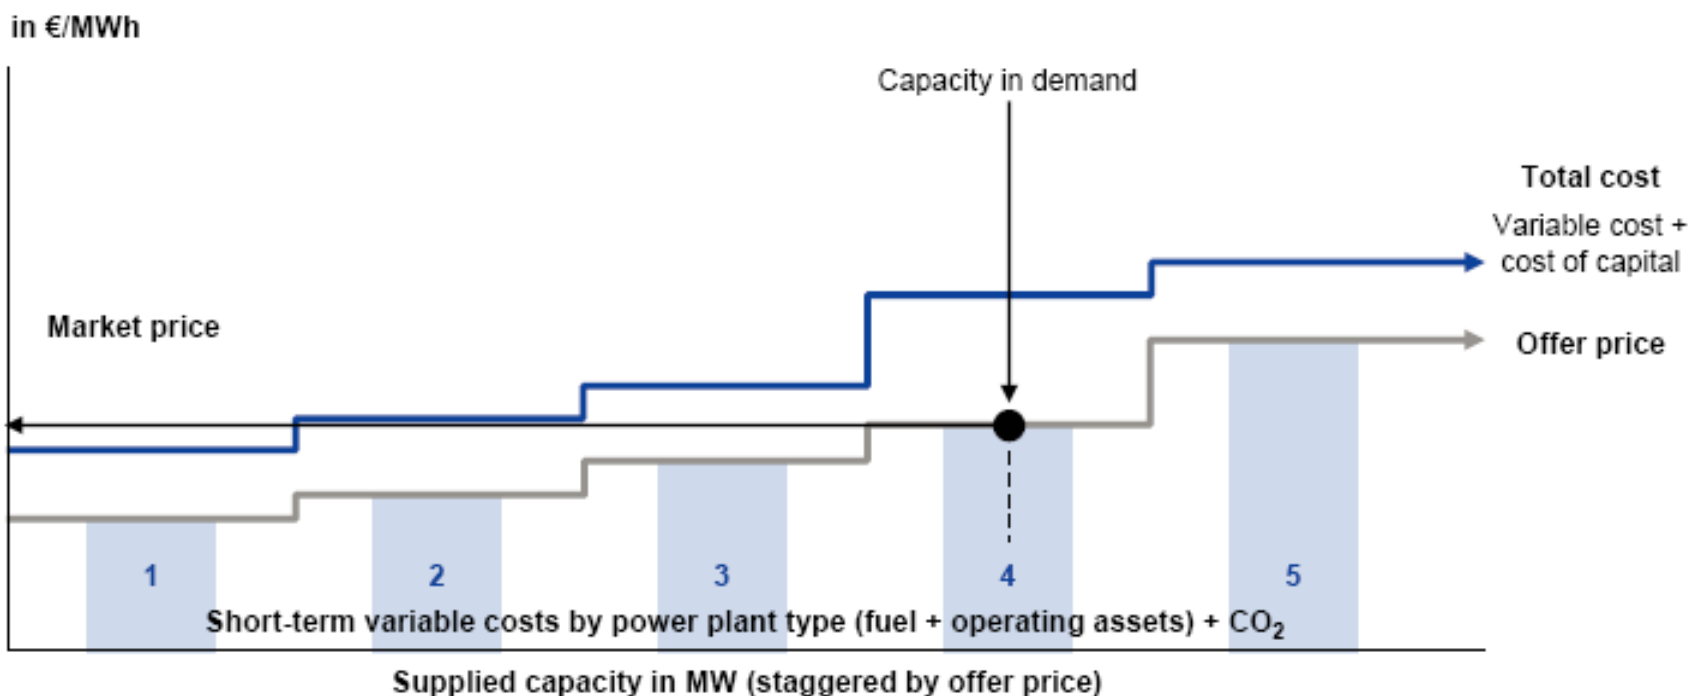 in €/MWh
Capacity in demand
Total cost
Variable cost +
cost of capital
Market price
Offer price
1
2
3
4
5
Short-term variable costs by power plant type (fuel + operating assets) + CO₂
Supplied capacity in MW (staggered by offer price)